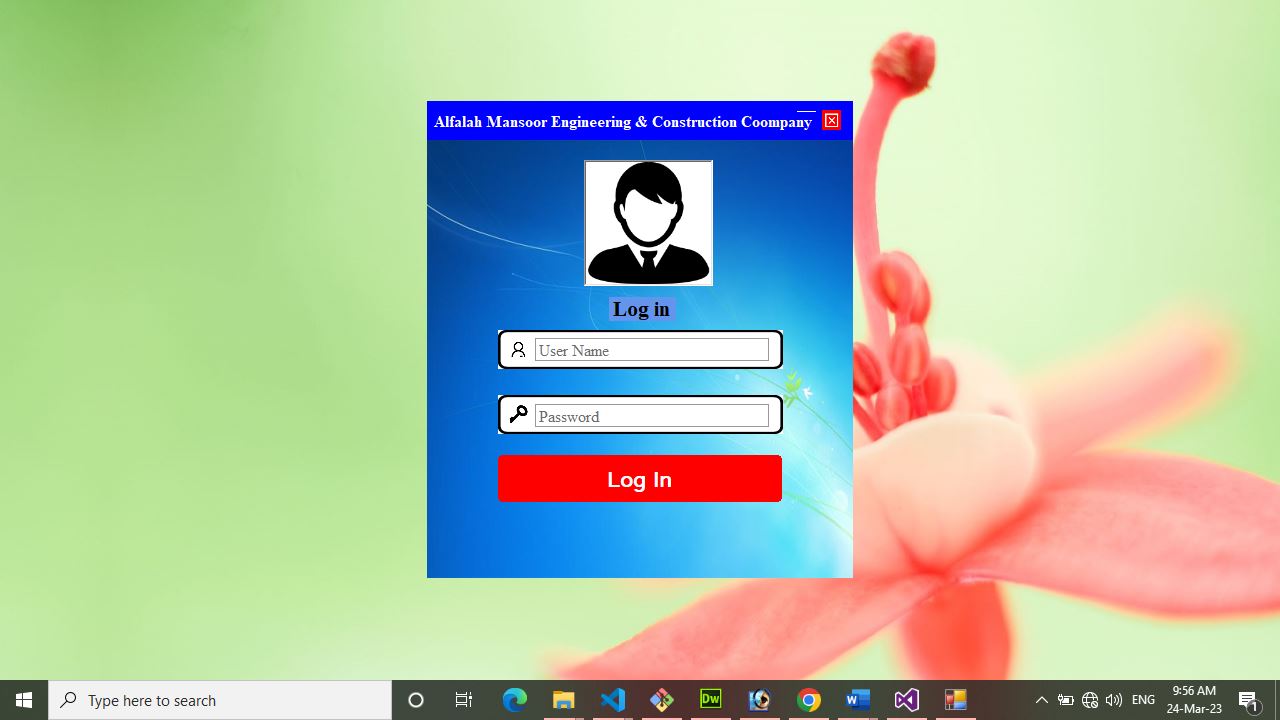 Alfalah Mansoor Engineering & Construction Coompany
Log in
User Name
Password
Log In
Type here to search
Dw
W
ENG
9:56 AM
24-Mar-23
1